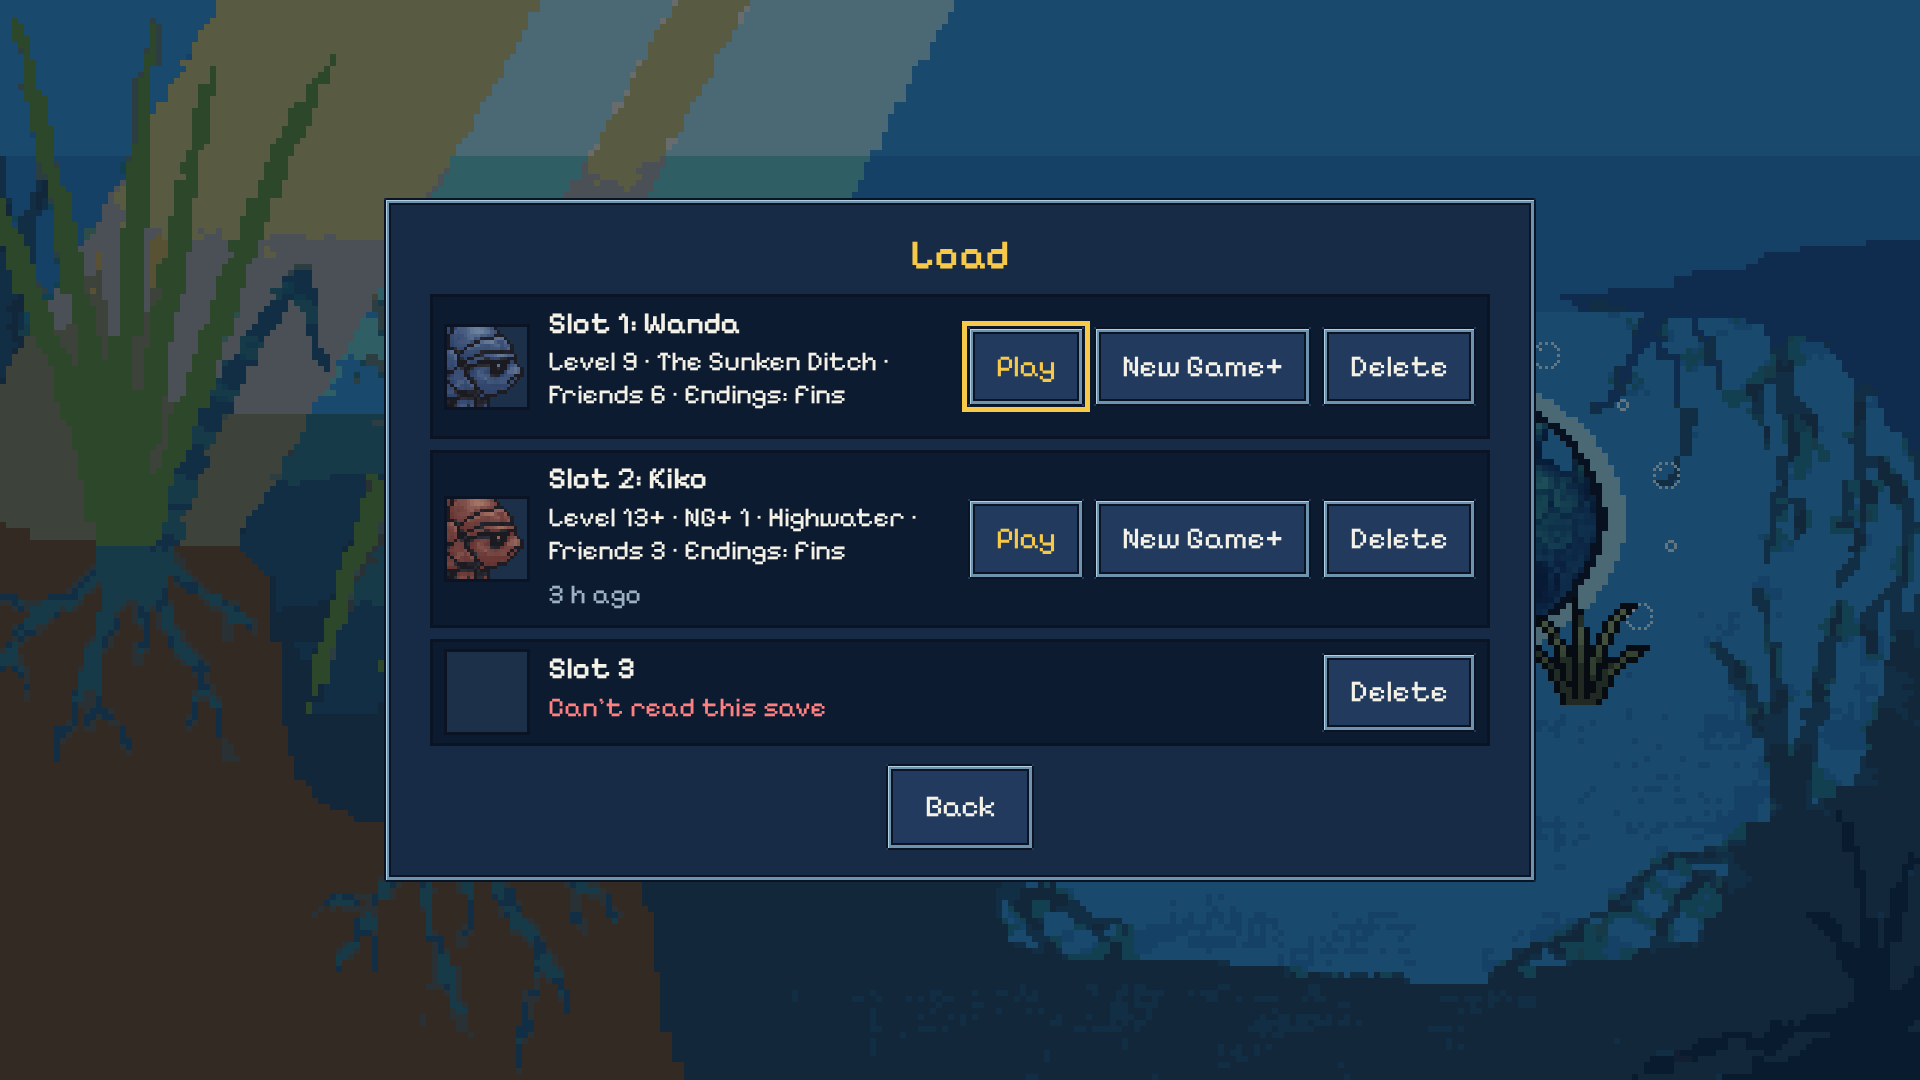 Load
Slot 1: Wanda
Level 9 · The Sunken Ditch ·
Friends 6 · Endings: Fins
Play
New Game+
Delete
Slot 2: Kiko
Level 13+ · NG+ 1 · Highwater ·
Friends 3 · Endings: Fins
3 h ago
Play
New Game+
Delete
Slot 3
Can't read this save
Delete
Back